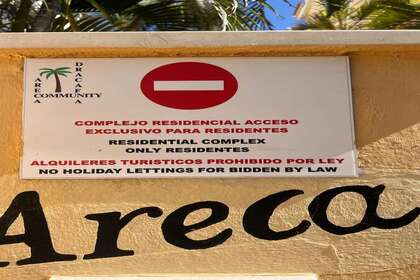 ARECA
DRACAENA
COMMUNITY
COMPLEJO RESIDENCIAL ACCESO
EXCLUSIVO PARA RESIDENTES
RESIDENTIAL COMPLEX
ONLY RESIDENTES
ALQUILERES TURISTICOS PROHIBIDO POR LEY
NO HOLIDAY LETTINGS FOR BIDDEN BY LAW
Areca